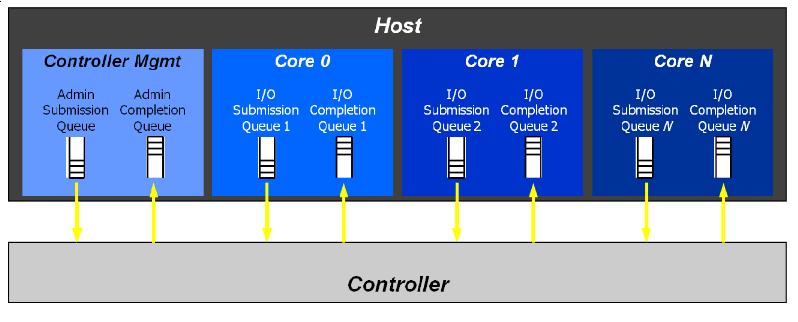 Host
Controller Mgmt
Admin
Submission
Queue
Admin
Completion
Queue
Core 0
I/O
Submission
Queue 1
I/O
Completion
Queue 1
Core 1
I/O
Submission
Queue 2
I/O
Completion
Queue 2
Core N
I/O
Submission
Queue N
I/O
Completion
Queue N
Controller